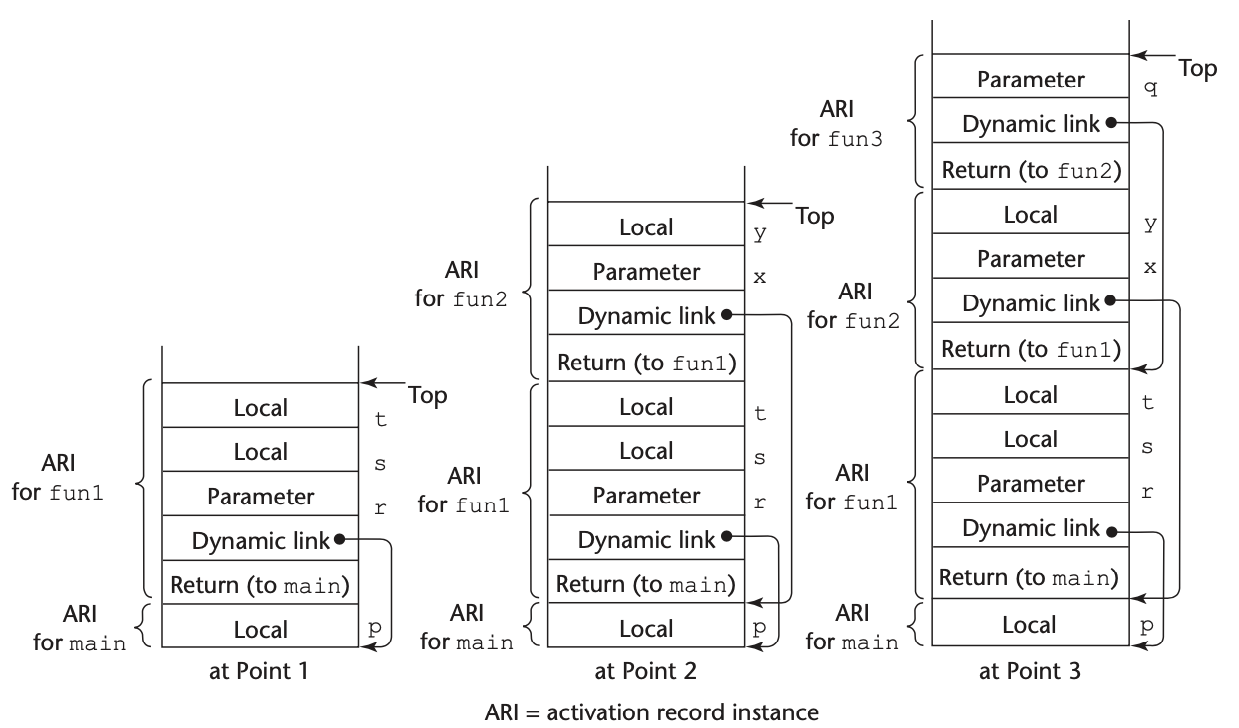 Top
Local t
Local s
ARI
for fun1
Parameter r
Dynamic link
Return (to main)
ARI
for main
Local p
at Point 1
Top
Local y
ARI
for fun2
Parameter x
Dynamic link
Return (to fun1)
Local t
Local s
ARI
for fun1
Parameter r
Dynamic link
Return (to main)
ARI
for main
Local p
at Point 2
Top
Parameter q
ARI
for fun3
Dynamic link
Return (to fun2)
Local y
Parameter x
ARI
for fun2
Dynamic link
Return (to fun1)
Local t
Local s
ARI
for fun1
Parameter r
Dynamic link
Return (to main)
ARI
for main
Local p
at Point 3
ARI = activation record instance